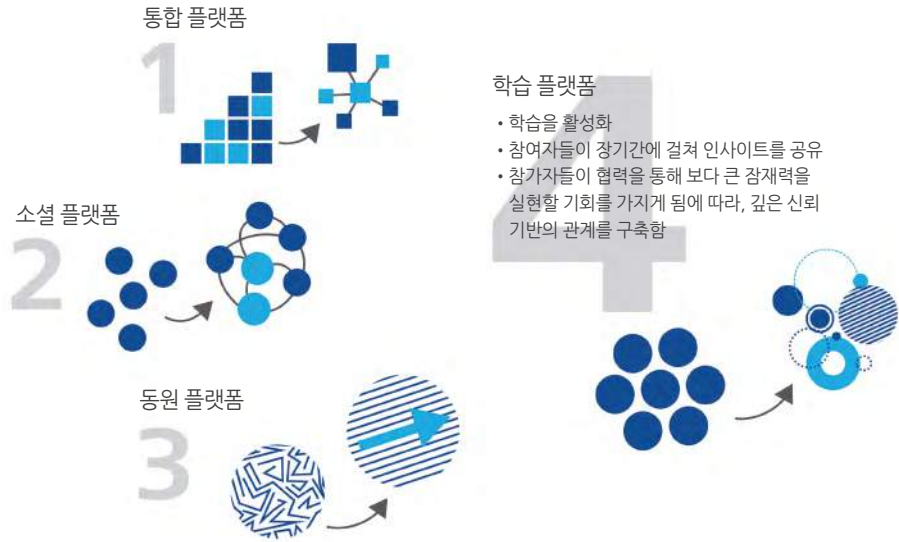 통합 플랫폼
1
소셜 플랫폼
2
동원 플랫폼
3
학습 플랫폼
4
• 학습을 활성화
• 참여자들이 장기간에 걸쳐 인사이트를 공유
• 참가자들이 협력을 통해 보다 큰 잠재력을
실현할 기회를 가지게 됨에 따라, 깊은 신뢰
기반의 관계를 구축함